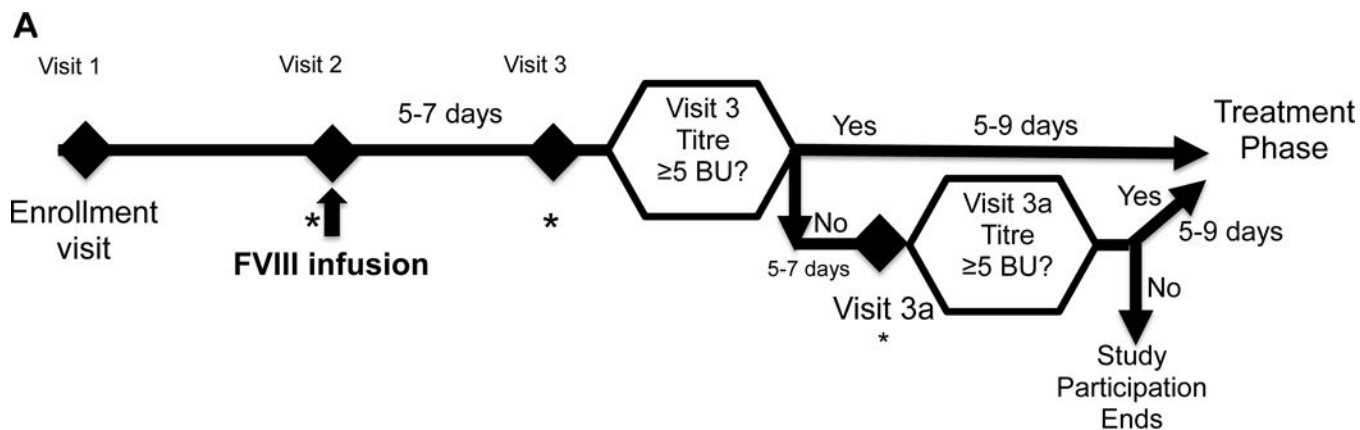 A
Visit 1
Visit 2
Visit 3
5-7 days
Visit 3
Titre
≥5 BU?
Yes
5-9 days
Treatment
Phase
Enrollment
visit
*
FVIII infusion
*
No
5-7 days
Visit 3a
*
Visit 3a
Titre
≥5 BU?
Yes
5-9 days
No
Study
Participation
Ends